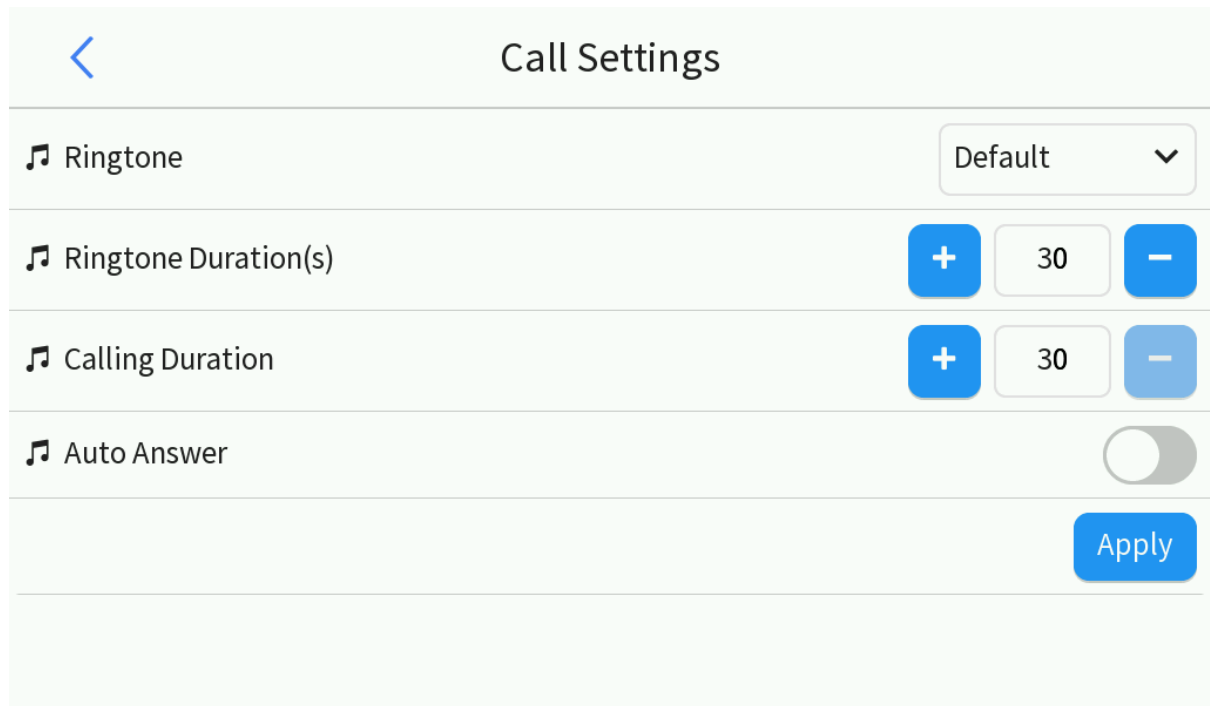 Call Settings
Ringtone Default
Ringtone Duration(s) + 30 −
Calling Duration + 30 −
Auto Answer
Apply